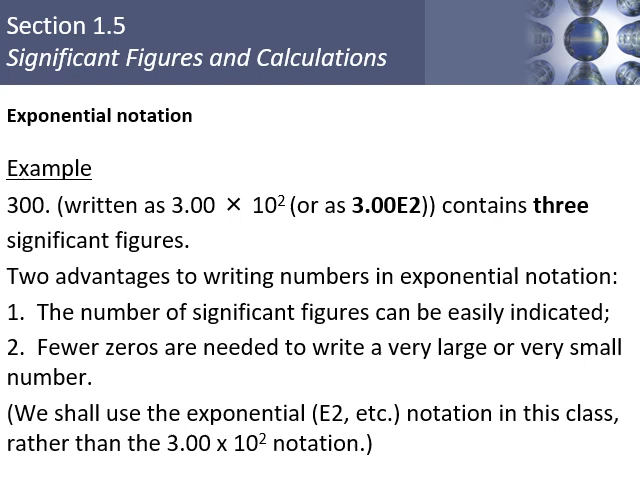 Section 1.5
Significant Figures and Calculations
Exponential notation
Example
300. (written as 3.00 × 10² (or as 3.00E2)) contains three
significant figures.
Two advantages to writing numbers in exponential notation:
1. The number of significant figures can be easily indicated;
2. Fewer zeros are needed to write a very large or very small
number.
(We shall use the exponential (E2, etc.) notation in this class,
rather than the 3.00 x 10² notation.)